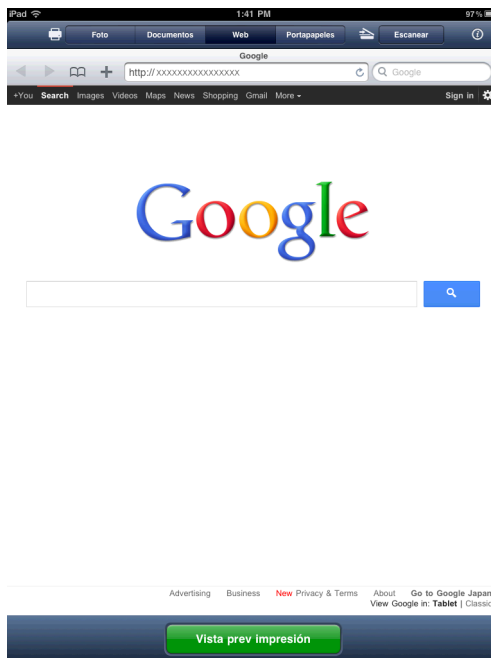 iPad 1:41 PM 97%
Foto Documentos Web Portapapeles Escanear
Google
http://xxxxxxxxxxxxxxxx Google
+You Search Images Videos Maps News Shopping Gmail More Sign in
Google
Advertising Business New Privacy & Terms About Go to Google Japan
View Google in: Tablet | Classic
Vista prev impresión